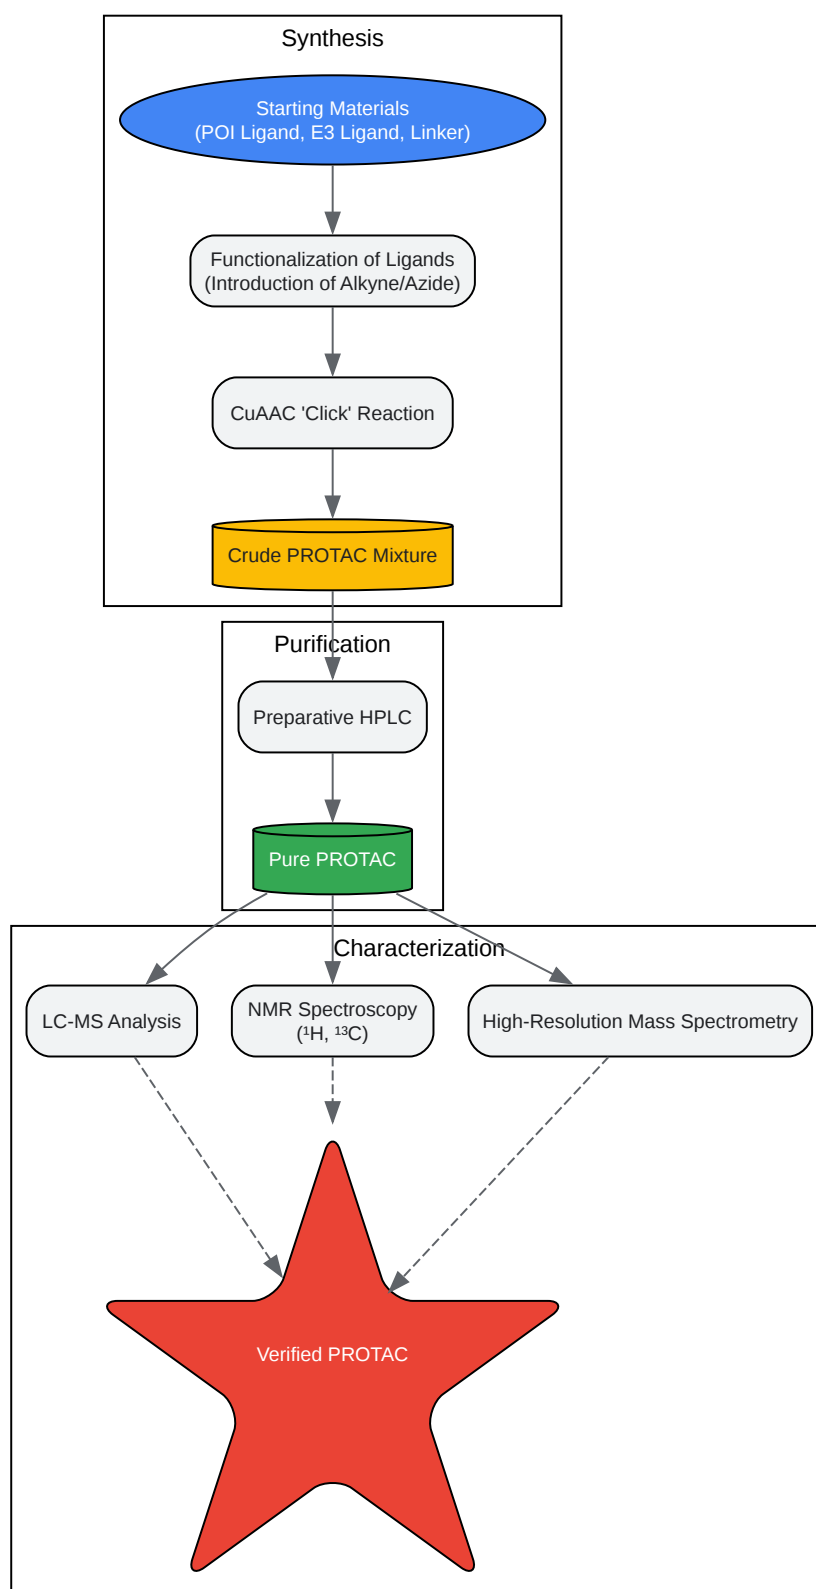 Synthesis
Starting Materials
(POI Ligand, E3 Ligand, Linker)
Functionalization of Ligands
(Introduction of Alkyne/Azide)
CuAAC 'Click' Reaction
Crude PROTAC Mixture
Purification
Preparative HPLC
Pure PROTAC
Characterization
LC-MS Analysis
NMR Spectroscopy
(¹H, ¹³C)
High-Resolution Mass Spectrometry
Verified PROTAC